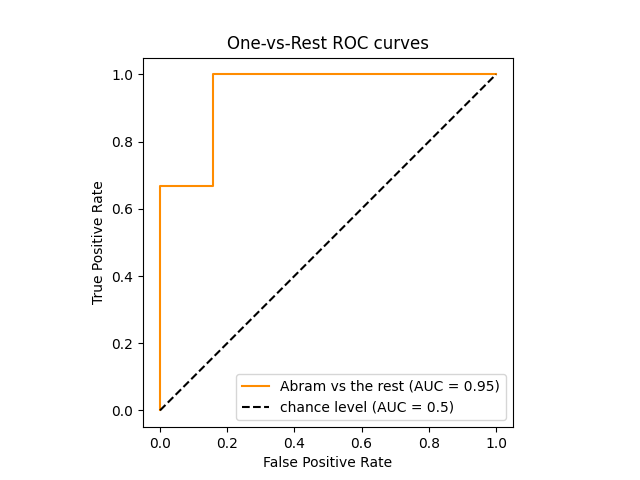 One-vs-Rest ROC curves
True Positive Rate
1.0
0.8
0.6
0.4
0.2
0.0
Abram vs the rest (AUC = 0.95)
chance level (AUC = 0.5)
0.0 0.2 0.4 0.6 0.8 1.0
False Positive Rate